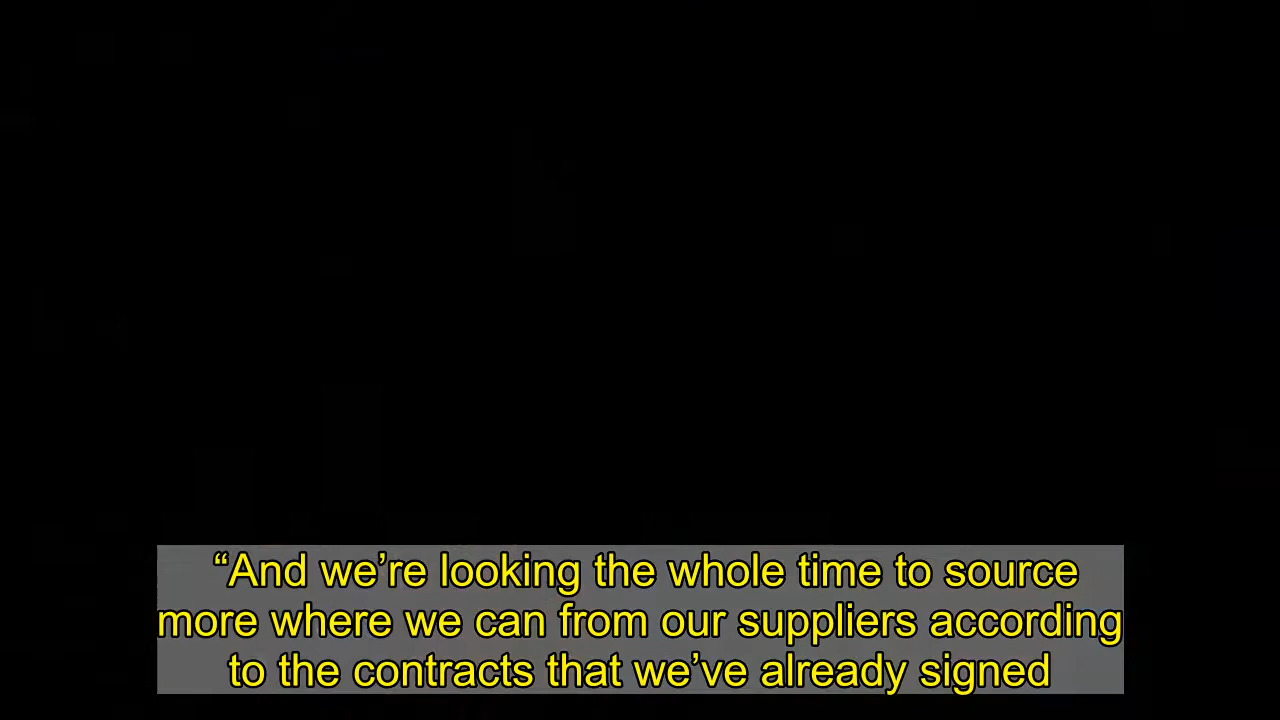 “And we’re looking the whole time to source
more where we can from our suppliers according
to the contracts that we’ve already signed